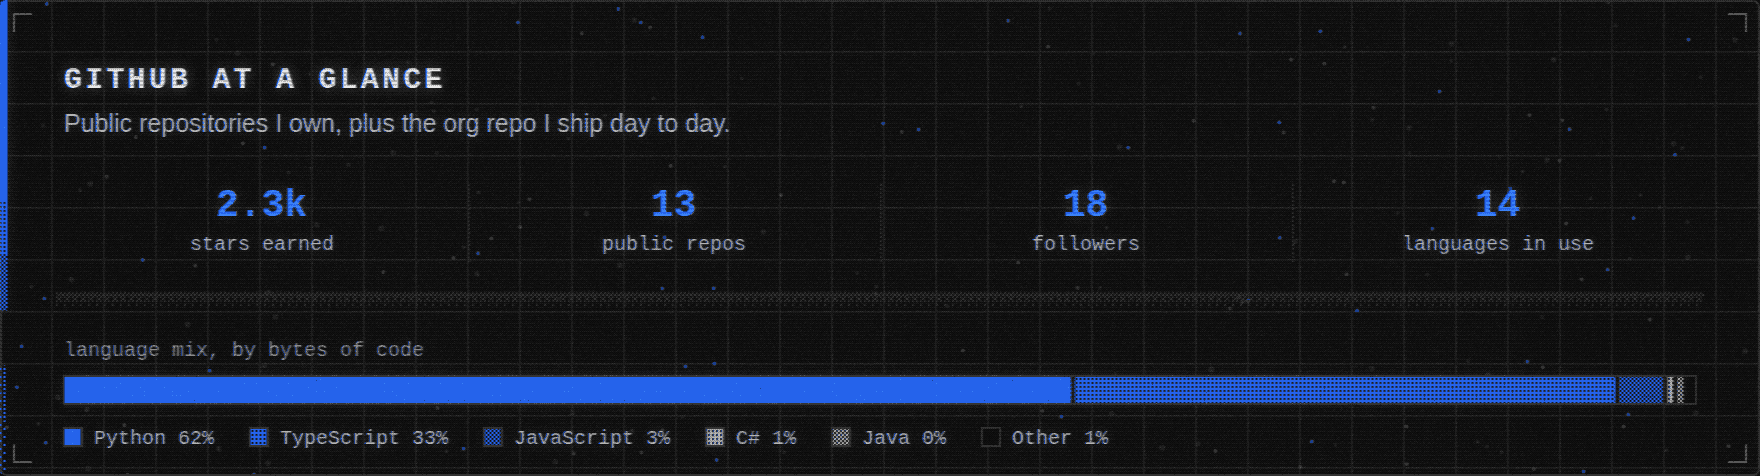 GITHUB AT A GLANCE
Public repositories I own, plus the org repo I ship day to day.
2.3k 13 18 14
stars earned public repos followers languages in use
language mix, by bytes of code
Python 62% TypeScript 33% JavaScript 3% C# 1% Java 0% Other 1%